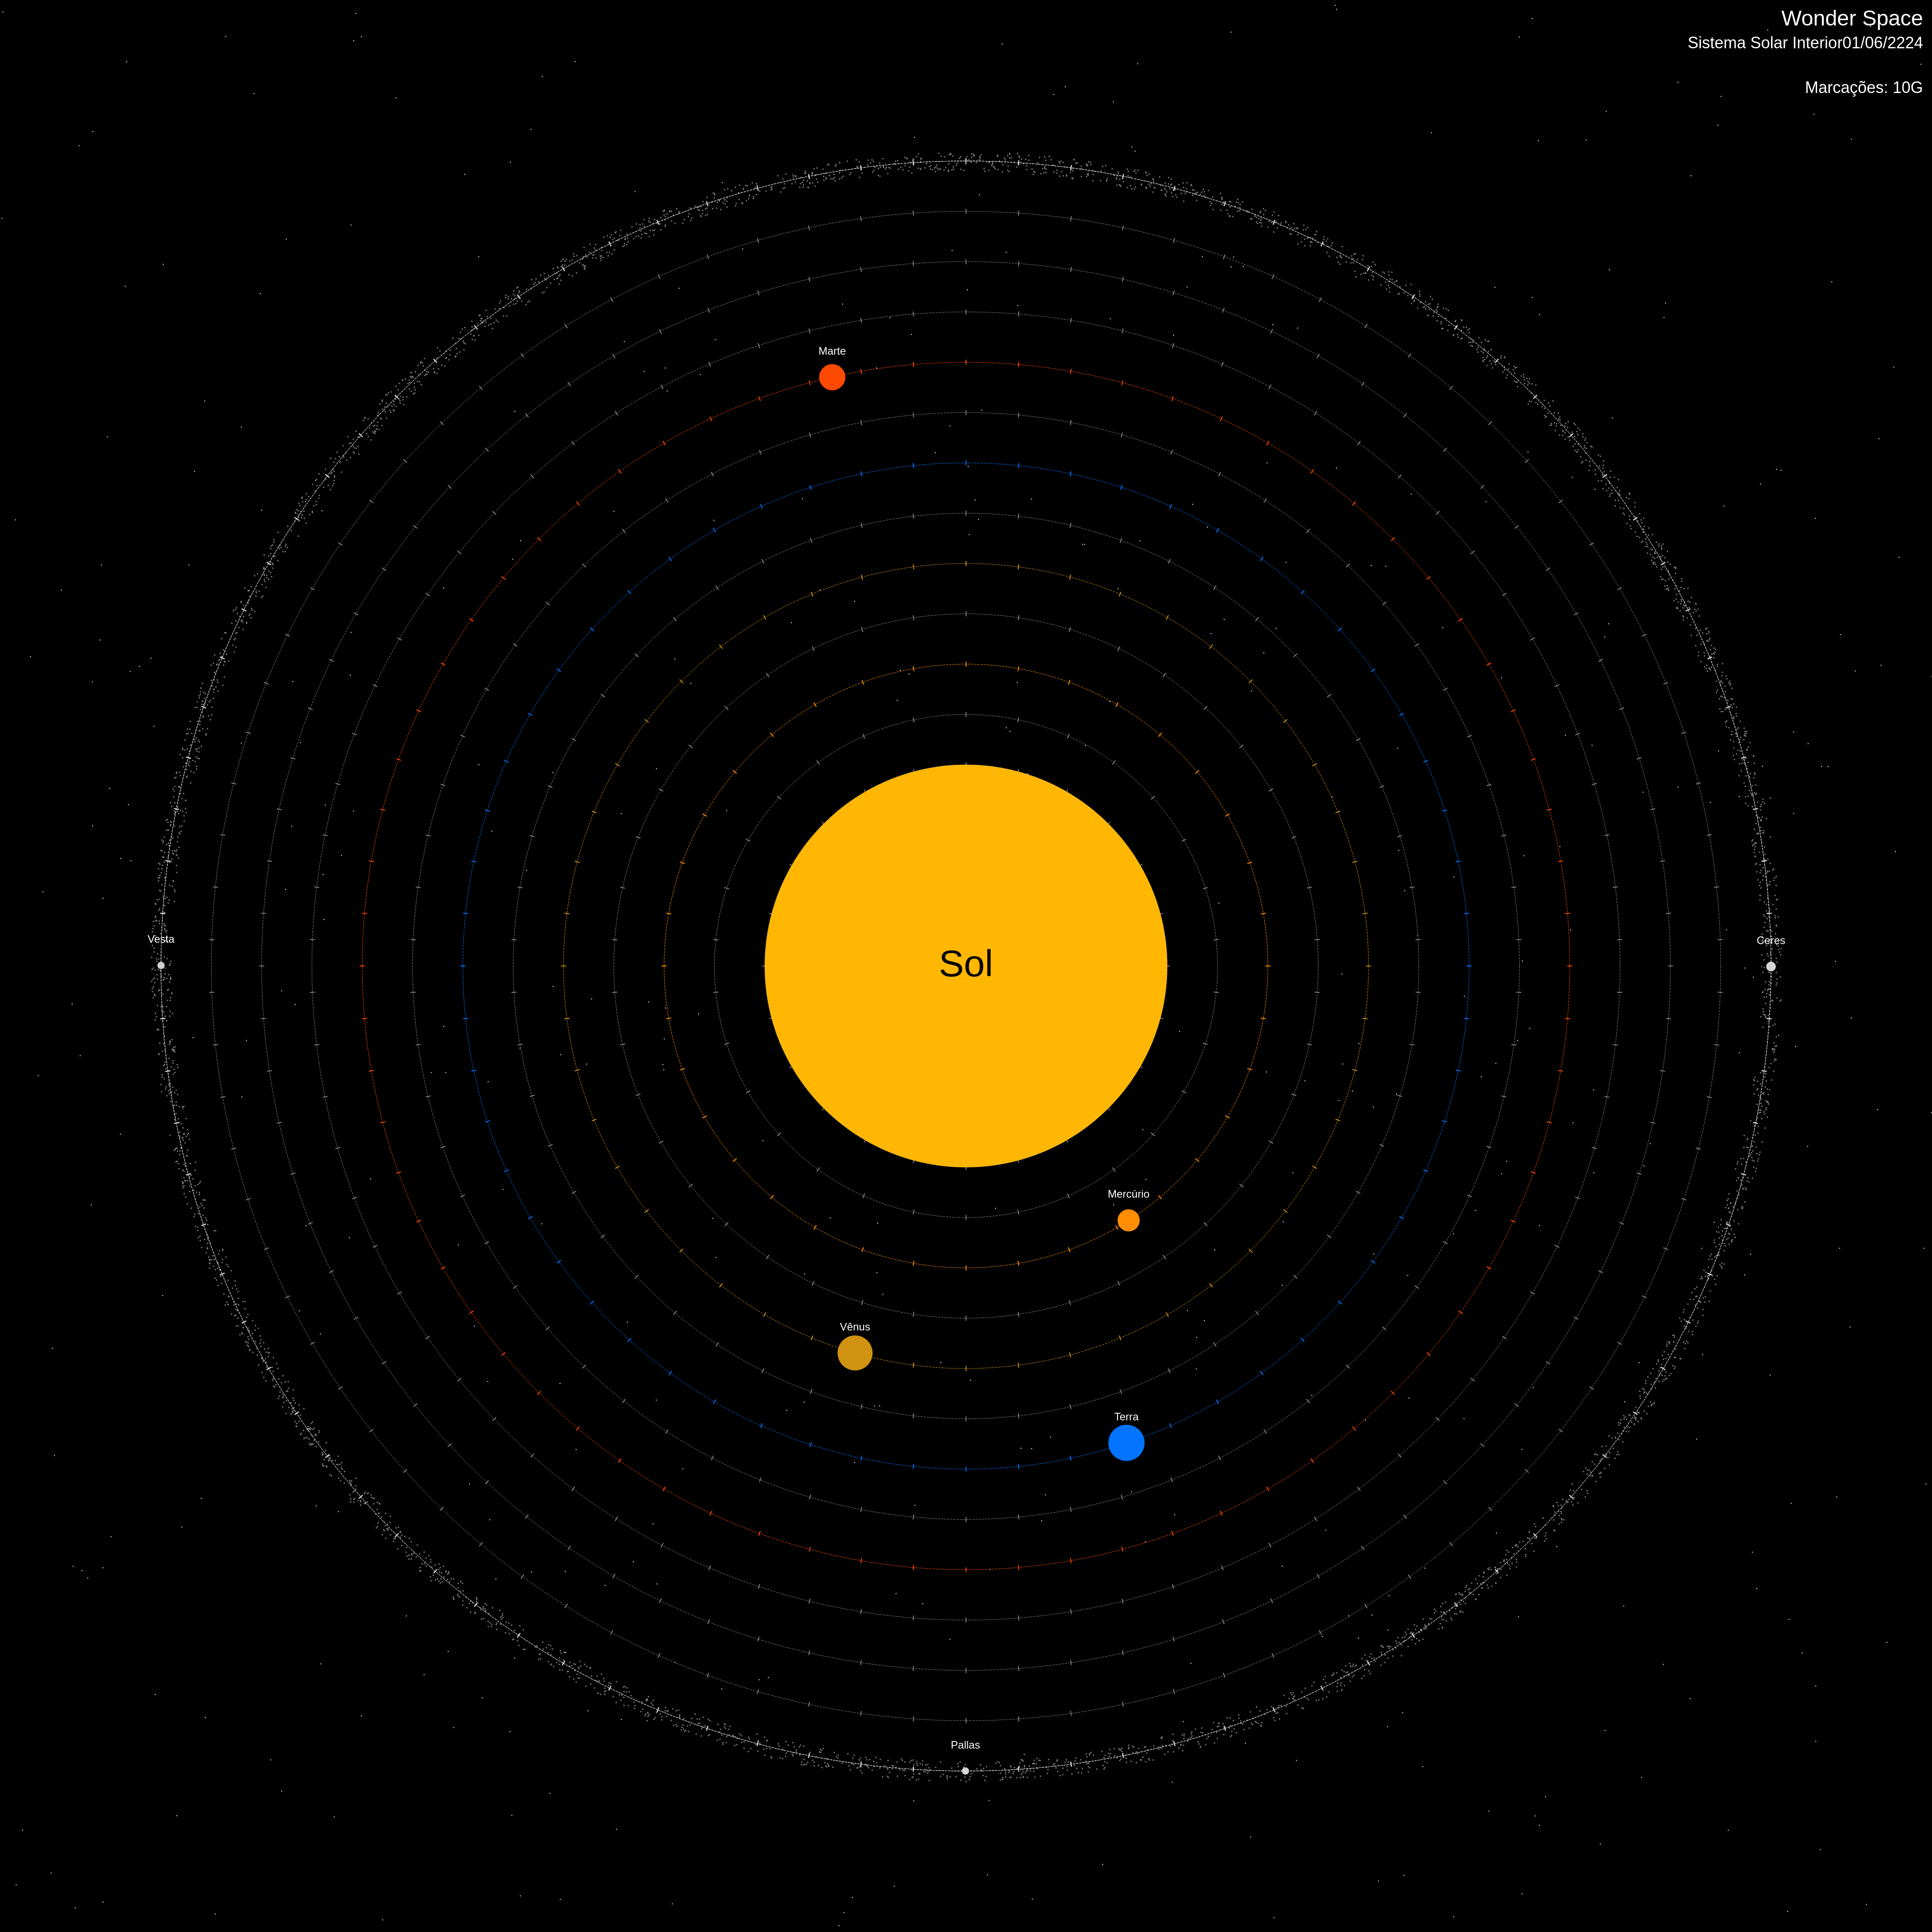 Wonder Space
Sistema Solar Interior01/06/2224
Marcações: 10G
Marte
Vesta
Ceres
Sol
Mercúrio
Vênus
Terra
Pallas